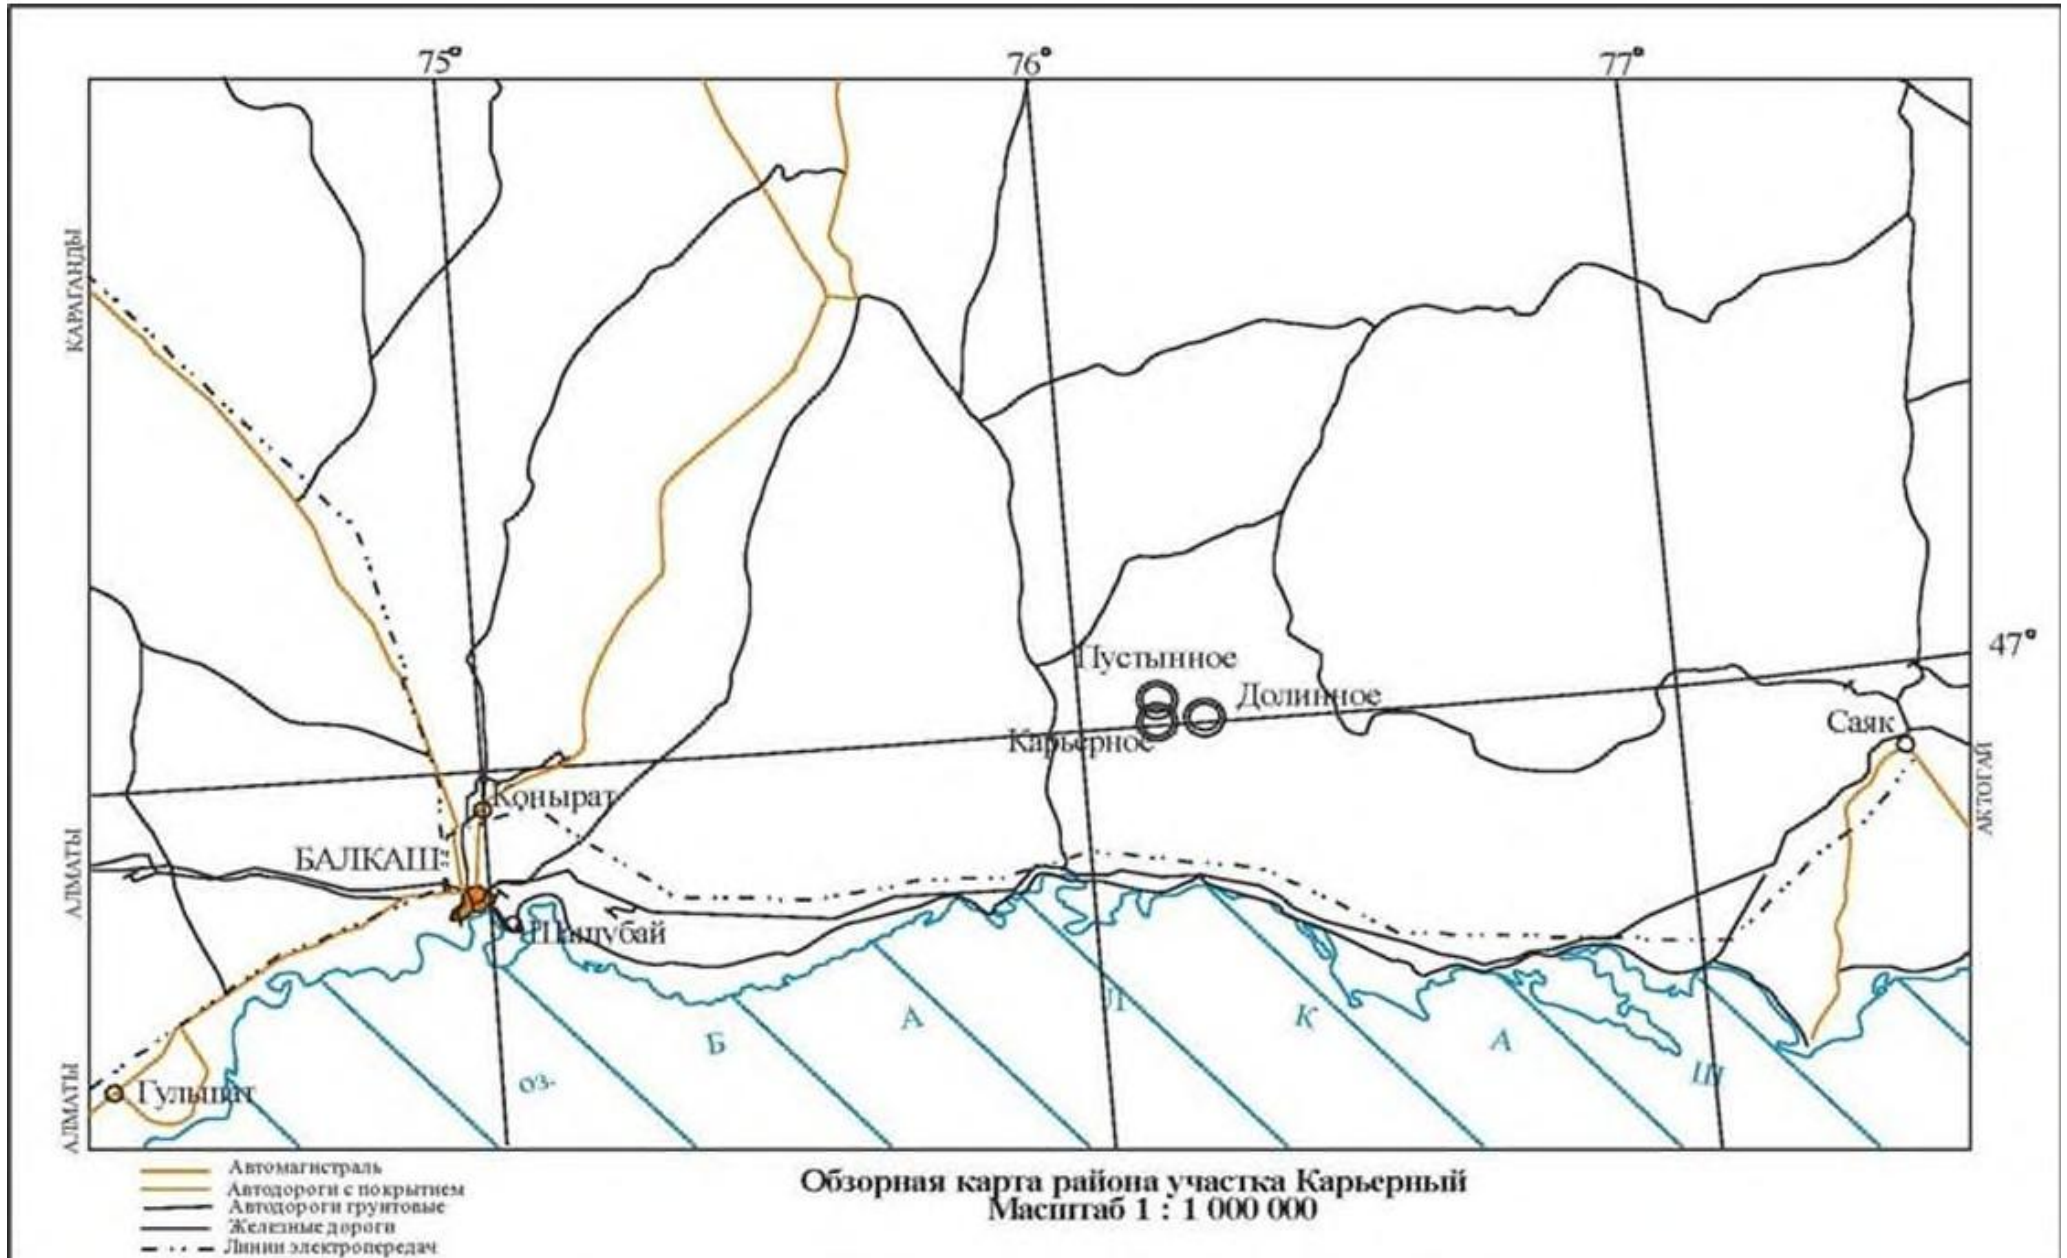 75°
76°
77°
КАРАГАНДЫ
47°
Пустынное
Долинное
Карьерное
Саяк
АКТОГАЙ
Коңырат
БАЛКАШ
АЛМАТЫ
Шашубай
оз.
Б
А
Л
К
А
Ш
АЛМАТЫ
Гульшат
Автомагистраль
Автодороги с покрытием
Автодороги грунтовые
Железные дороги
Линии электропередач
Обзорная карта района участка Карьерный
Масштаб 1 : 1 000 000